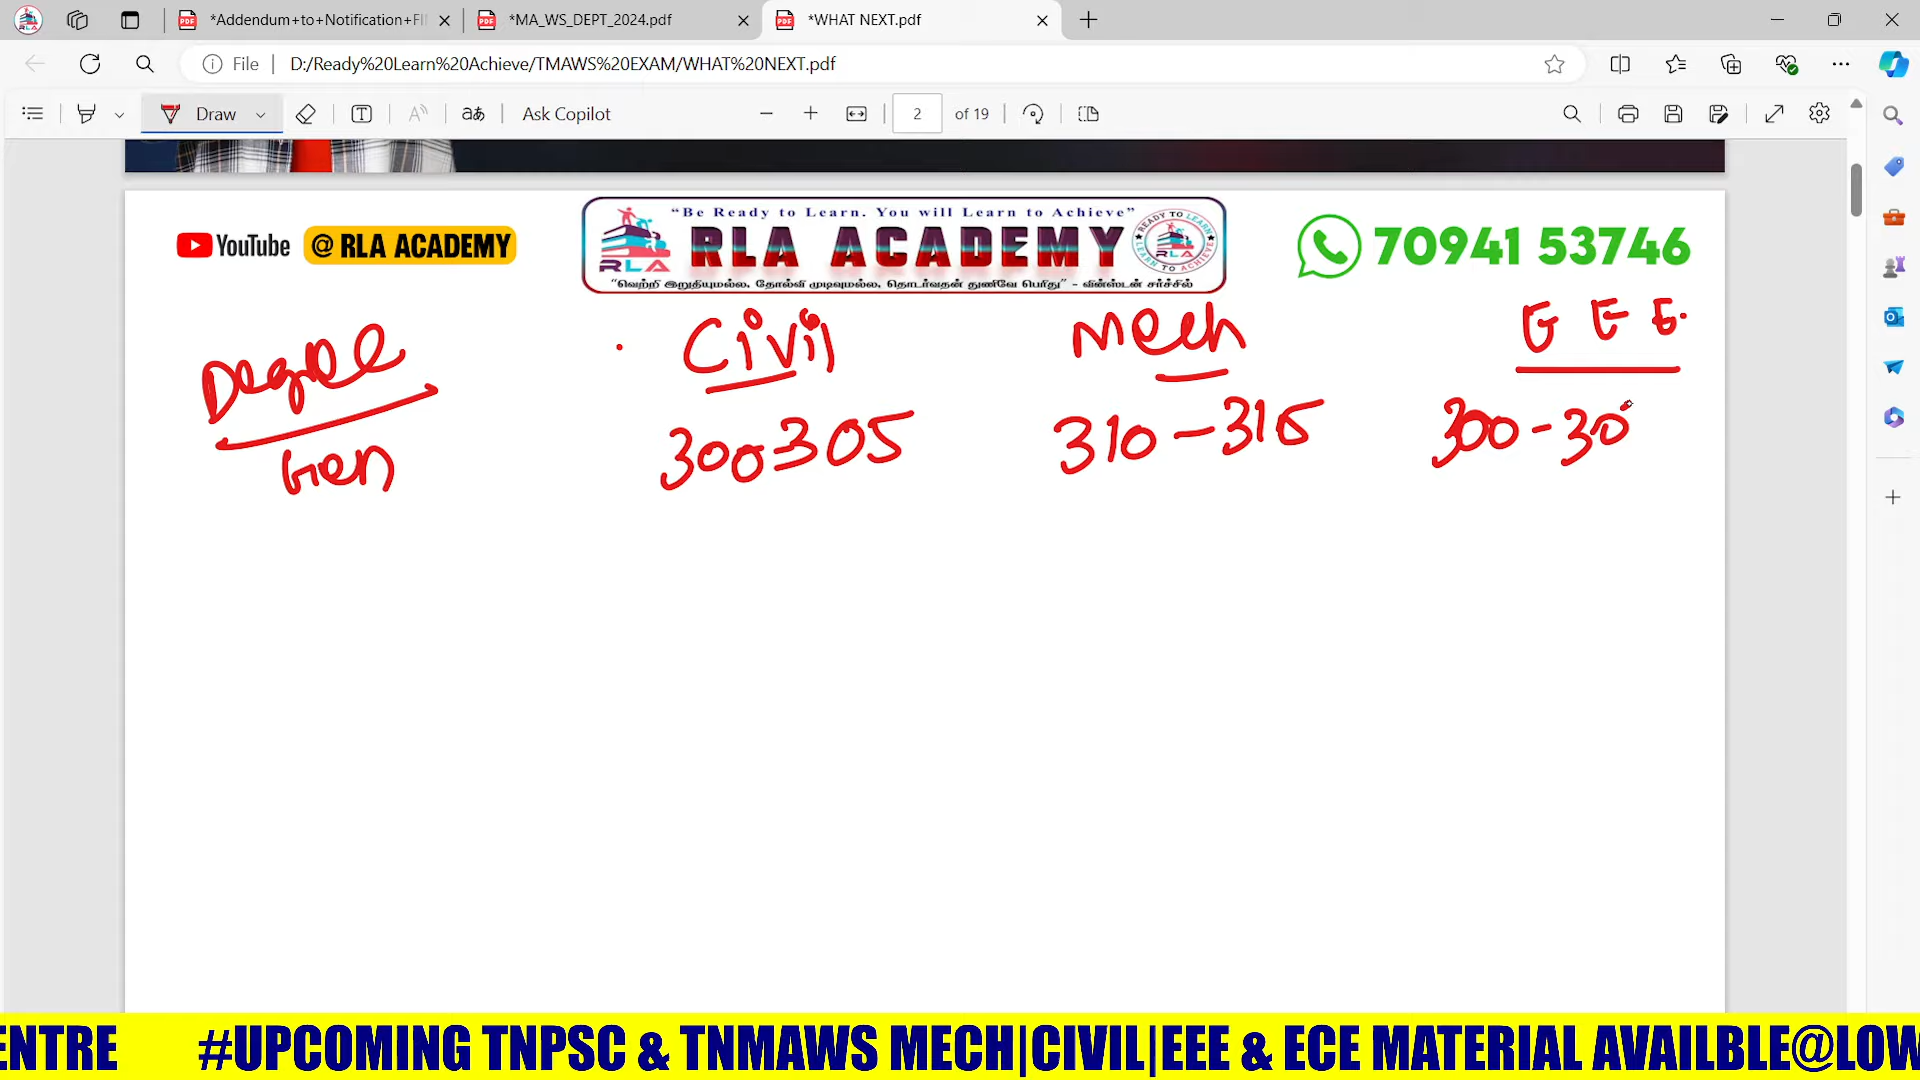 *Addendum+to+Notification+FI
*MA_WS_DEPT_2024.pdf
*WHAT NEXT.pdf
File
D:/Ready%20Learn%20Achieve/TMAWS%20EXAM/WHAT%20NEXT.pdf
Draw
aあ
Ask Copilot
2 of 19
YouTube @ RLA ACADEMY
"Be Ready to Learn. You will Learn to Achieve"
RLA
RLA ACADEMY
READY TO LEARN
LEARN TO ACHIEVE
"வெற்றி இறுதியுமல்ல, தோல்வி முடிவுமல்ல, தொடர்வதன் துணிவே பெரிது" - வின்ஸ்டன் சர்ச்சில்
70941 53746
Degree Civil Mech E E E.
Gen 300-305 310-315 300-30
ENTRE #UPCOMING TNPSC & TNMAWS MECH|CIVIL|EEE & ECE MATERIAL AVAILBLE@LOW